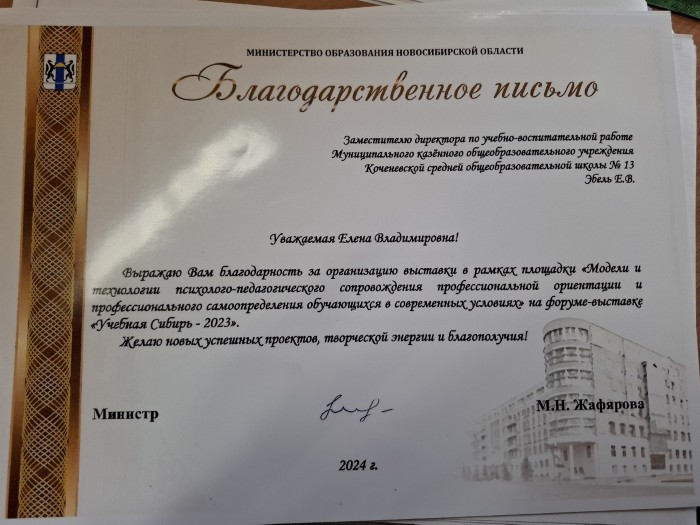 МИНИСТЕРСТВО ОБРАЗОВАНИЯ НОВОСИБИРСКОЙ ОБЛАСТИ
Благодарственное письмо
Заместителю директора по учебно-воспитательной работе
Муниципального казённого общеобразовательного учреждения
Коченевской средней общеобразовательной школы № 13
Эбель Е.В.
Уважаемая Елена Владимировна!
Выражаю Вам благодарность за организацию выставки в рамках площадки «Модели и
технологии психолого-педагогического сопровождения профессиональной ориентации и
профессионального самоопределения обучающихся в современных условиях» на форуме-выставке
«Учебная Сибирь - 2023».
Желаю новых успешных проектов, творческой энергии и благополучия!
Министр
М.Н. Жафярова
2024 г.